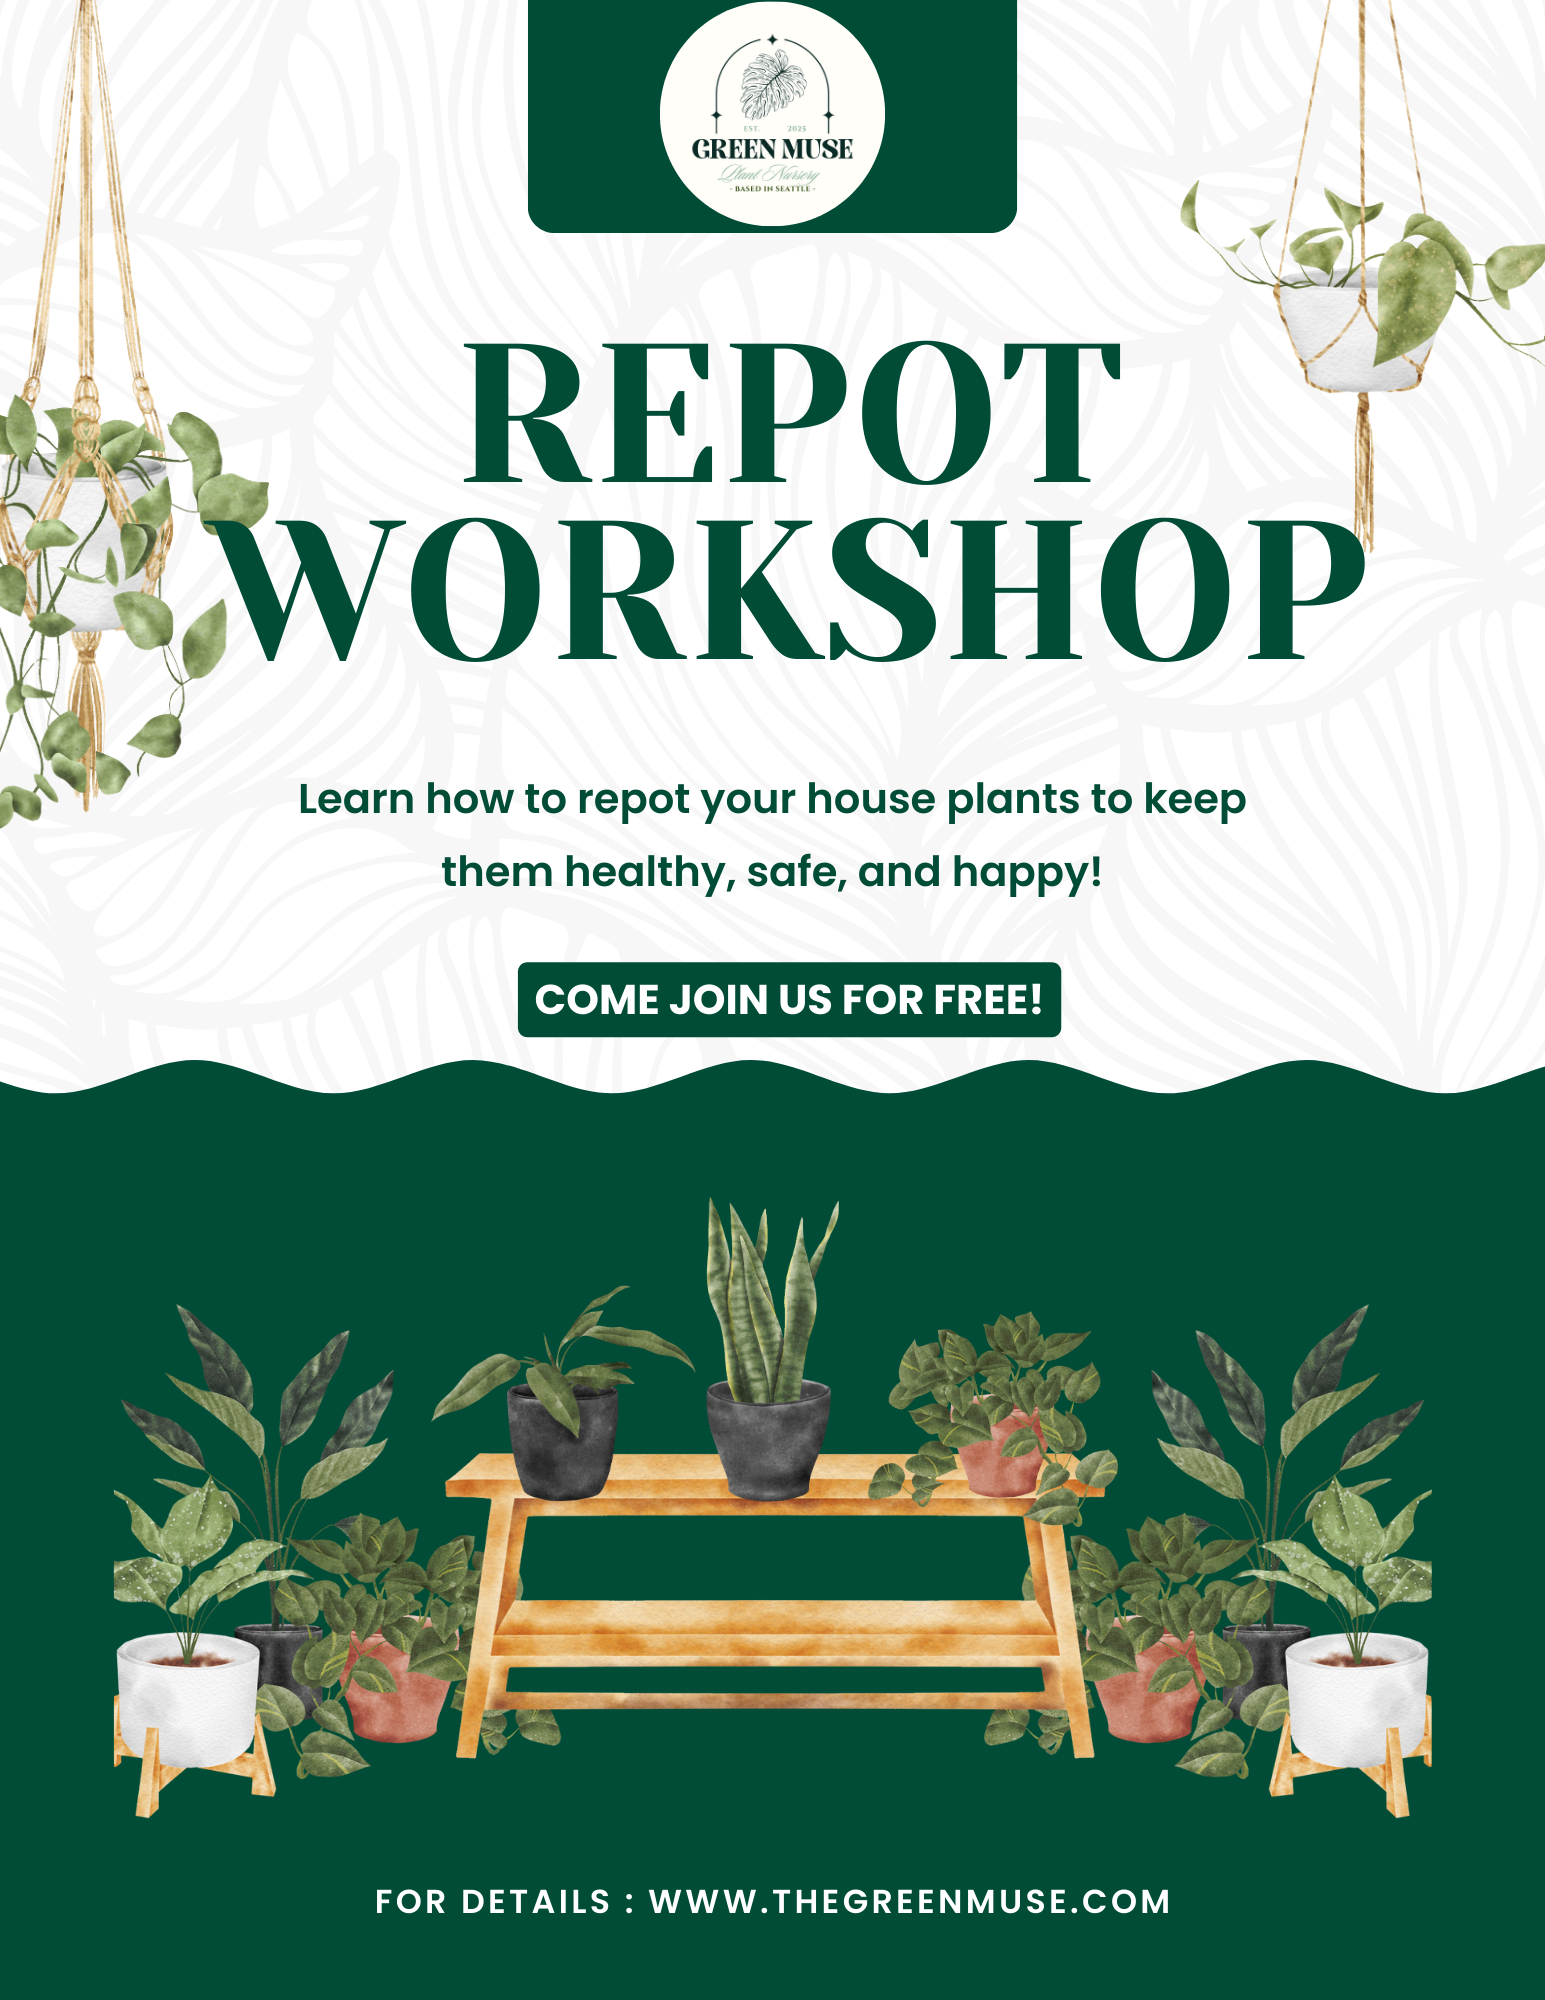 EST. 2025
GREEN MUSE
Plant Nursery
- BASED IN SEATTLE -
REPOT
WORKSHOP
Learn how to repot your house plants to keep
them healthy, safe, and happy!
COME JOIN US FOR FREE!
FOR DETAILS : WWW.THEGREENMUSE.COM